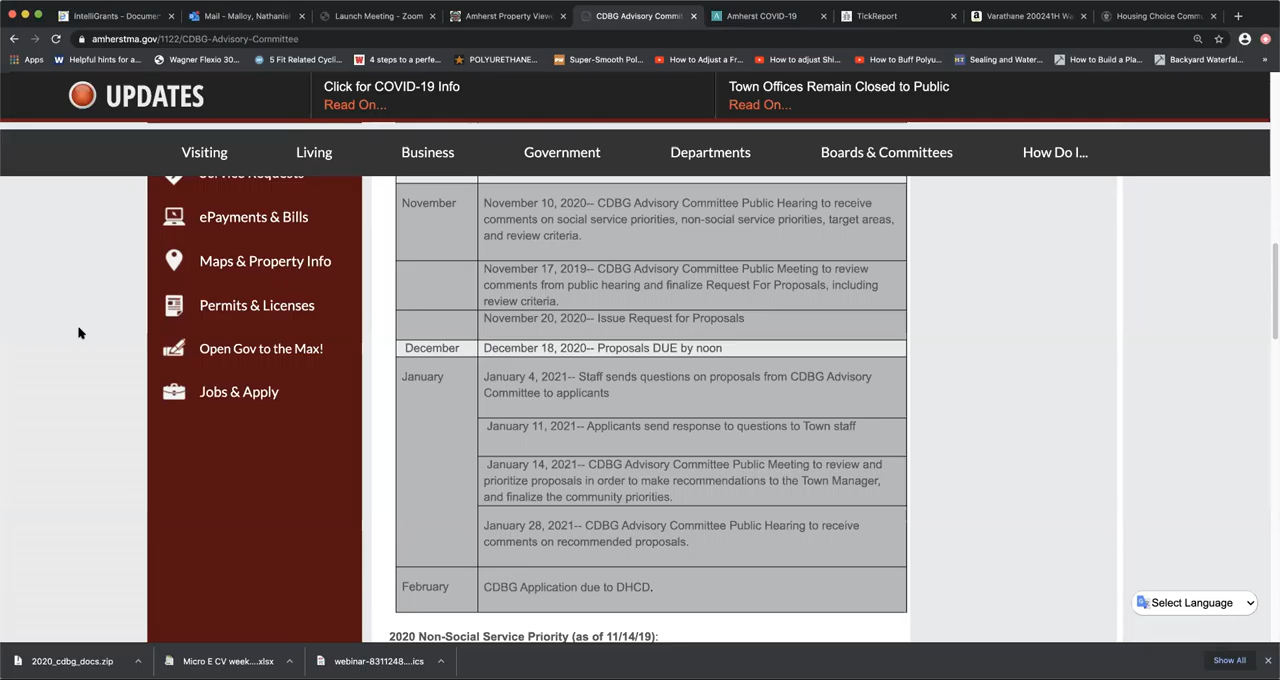 IntelliGrants - Documen
Mail - Malloy, Nathaniel
Launch Meeting - Zoom
Amherst Property View
CDBG Advisory Commit
Amherst COVID-19
TickReport
Varathane 200241H Wa
Housing Choice Comm
amherstma.gov/1122/CDBG-Advisory-Committee
Apps
Helpful hints for a...
Wagner Flexio 30...
5 Fit Related Cycli...
4 steps to a perfe...
POLYURETHANE...
Super-Smooth Pol...
How to Adjust a Fr...
How to adjust Shi...
How to Buff Polyu...
Sealing and Water...
How to Build a Pla...
Backyard Waterfal...
UPDATES
Click for COVID-19 Info
Read On...
Town Offices Remain Closed to Public
Read On...
Visiting
Living
Business
Government
Departments
Boards & Committees
How Do I...
Service Requests
ePayments & Bills
Maps & Property Info
Permits & Licenses
Open Gov to the Max!
Jobs & Apply
November
November 10, 2020-- CDBG Advisory Committee Public Hearing to receive
comments on social service priorities, non-social service priorities, target areas,
and review criteria.
November 17, 2019-- CDBG Advisory Committee Public Meeting to review
comments from public hearing and finalize Request For Proposals, including
review criteria.
November 20, 2020-- Issue Request for Proposals
December
December 18, 2020-- Proposals DUE by noon
January
January 4, 2021-- Staff sends questions on proposals from CDBG Advisory
Committee to applicants
January 11, 2021-- Applicants send response to questions to Town staff
January 14, 2021-- CDBG Advisory Committee Public Meeting to review and
prioritize proposals in order to make recommendations to the Town Manager,
and finalize the community priorities.
January 28, 2021-- CDBG Advisory Committee Public Hearing to receive
comments on recommended proposals.
February
CDBG Application due to DHCD.
2020 Non-Social Service Priority (as of 11/14/19):
Select Language
2020_cdbg_docs.zip
Micro E CV week....xlsx
webinar-8311248....ics
Show All